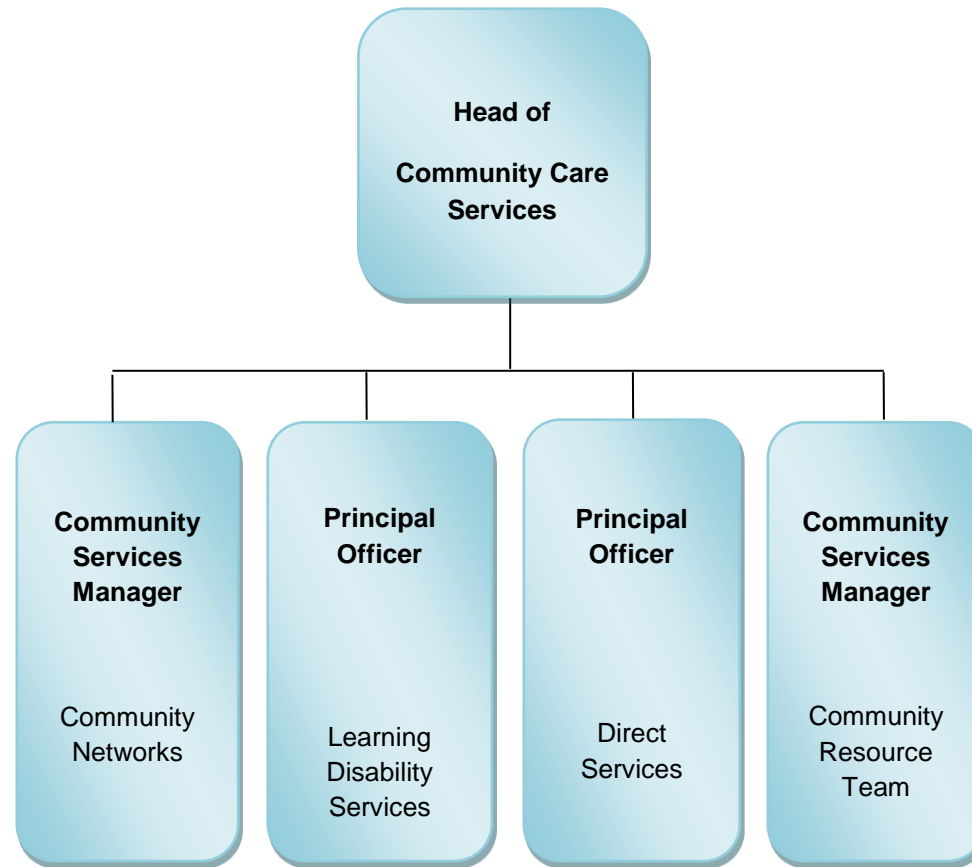 Head of
Community Care
Services
Community
Services
Manager
Community
Networks
Principal
Officer
Learning
Disability
Services
Principal
Officer
Direct
Services
Community
Services
Manager
Community
Resource
Team